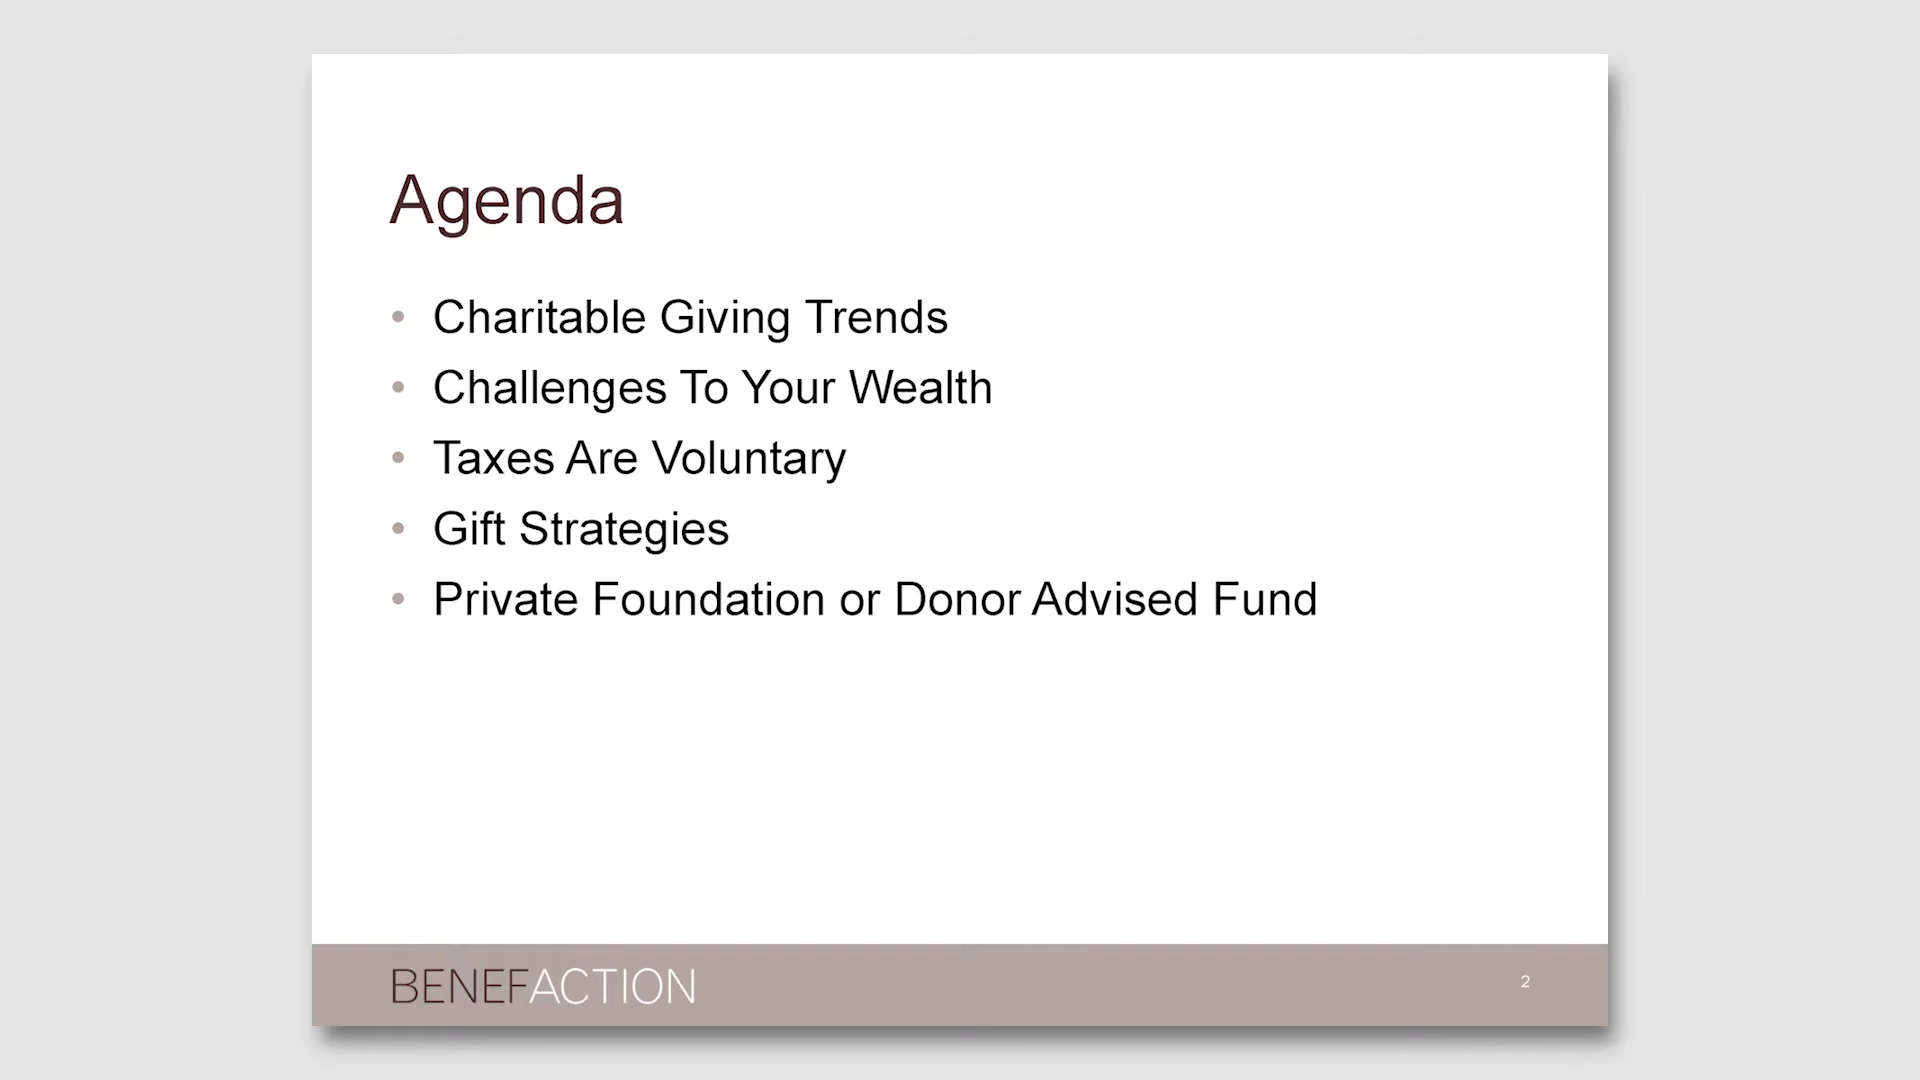 Agenda
• Charitable Giving Trends
• Challenges To Your Wealth
• Taxes Are Voluntary
• Gift Strategies
• Private Foundation or Donor Advised Fund
BENEFACTION
2